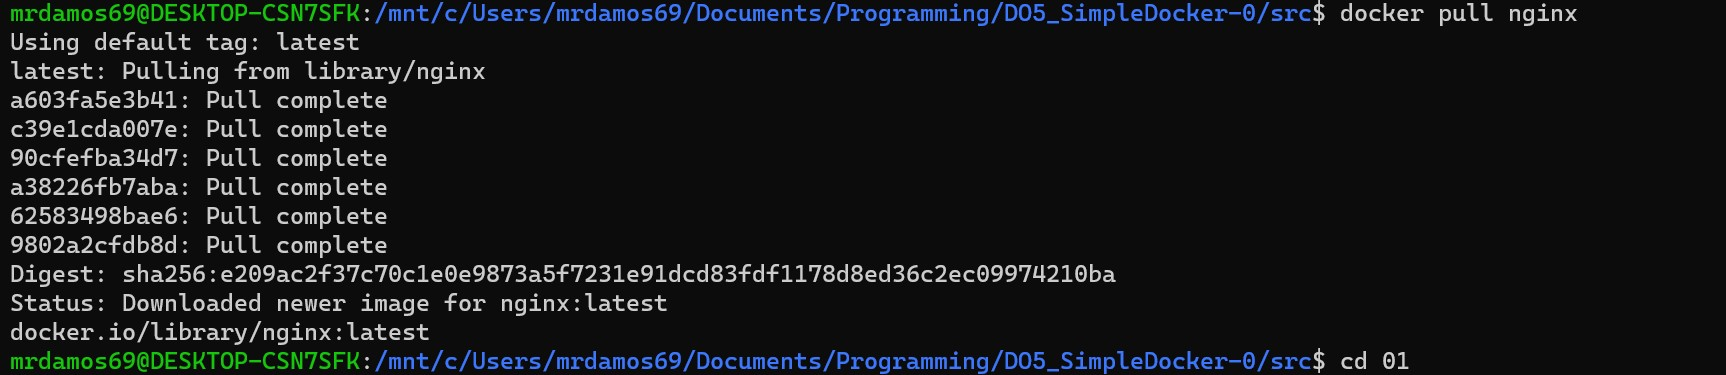 mrdamos69@DESKTOP-CSN7SFK:/mnt/c/Users/mrdamos69/Documents/Programming/DO5_SimpleDocker-0/src$ docker pull nginx
Using default tag: latest
latest: Pulling from library/nginx
a603fa5e3b41: Pull complete
c39e1cda007e: Pull complete
90cfefba34d7: Pull complete
a38226fb7aba: Pull complete
62583498bae6: Pull complete
9802a2cfdb8d: Pull complete
Digest: sha256:e209ac2f37c70c1e0e9873a5f7231e91dcd83fdf1178d8ed36c2ec09974210ba
Status: Downloaded newer image for nginx:latest
docker.io/library/nginx:latest
mrdamos69@DESKTOP-CSN7SFK:/mnt/c/Users/mrdamos69/Documents/Programming/DO5_SimpleDocker-0/src$ cd 01